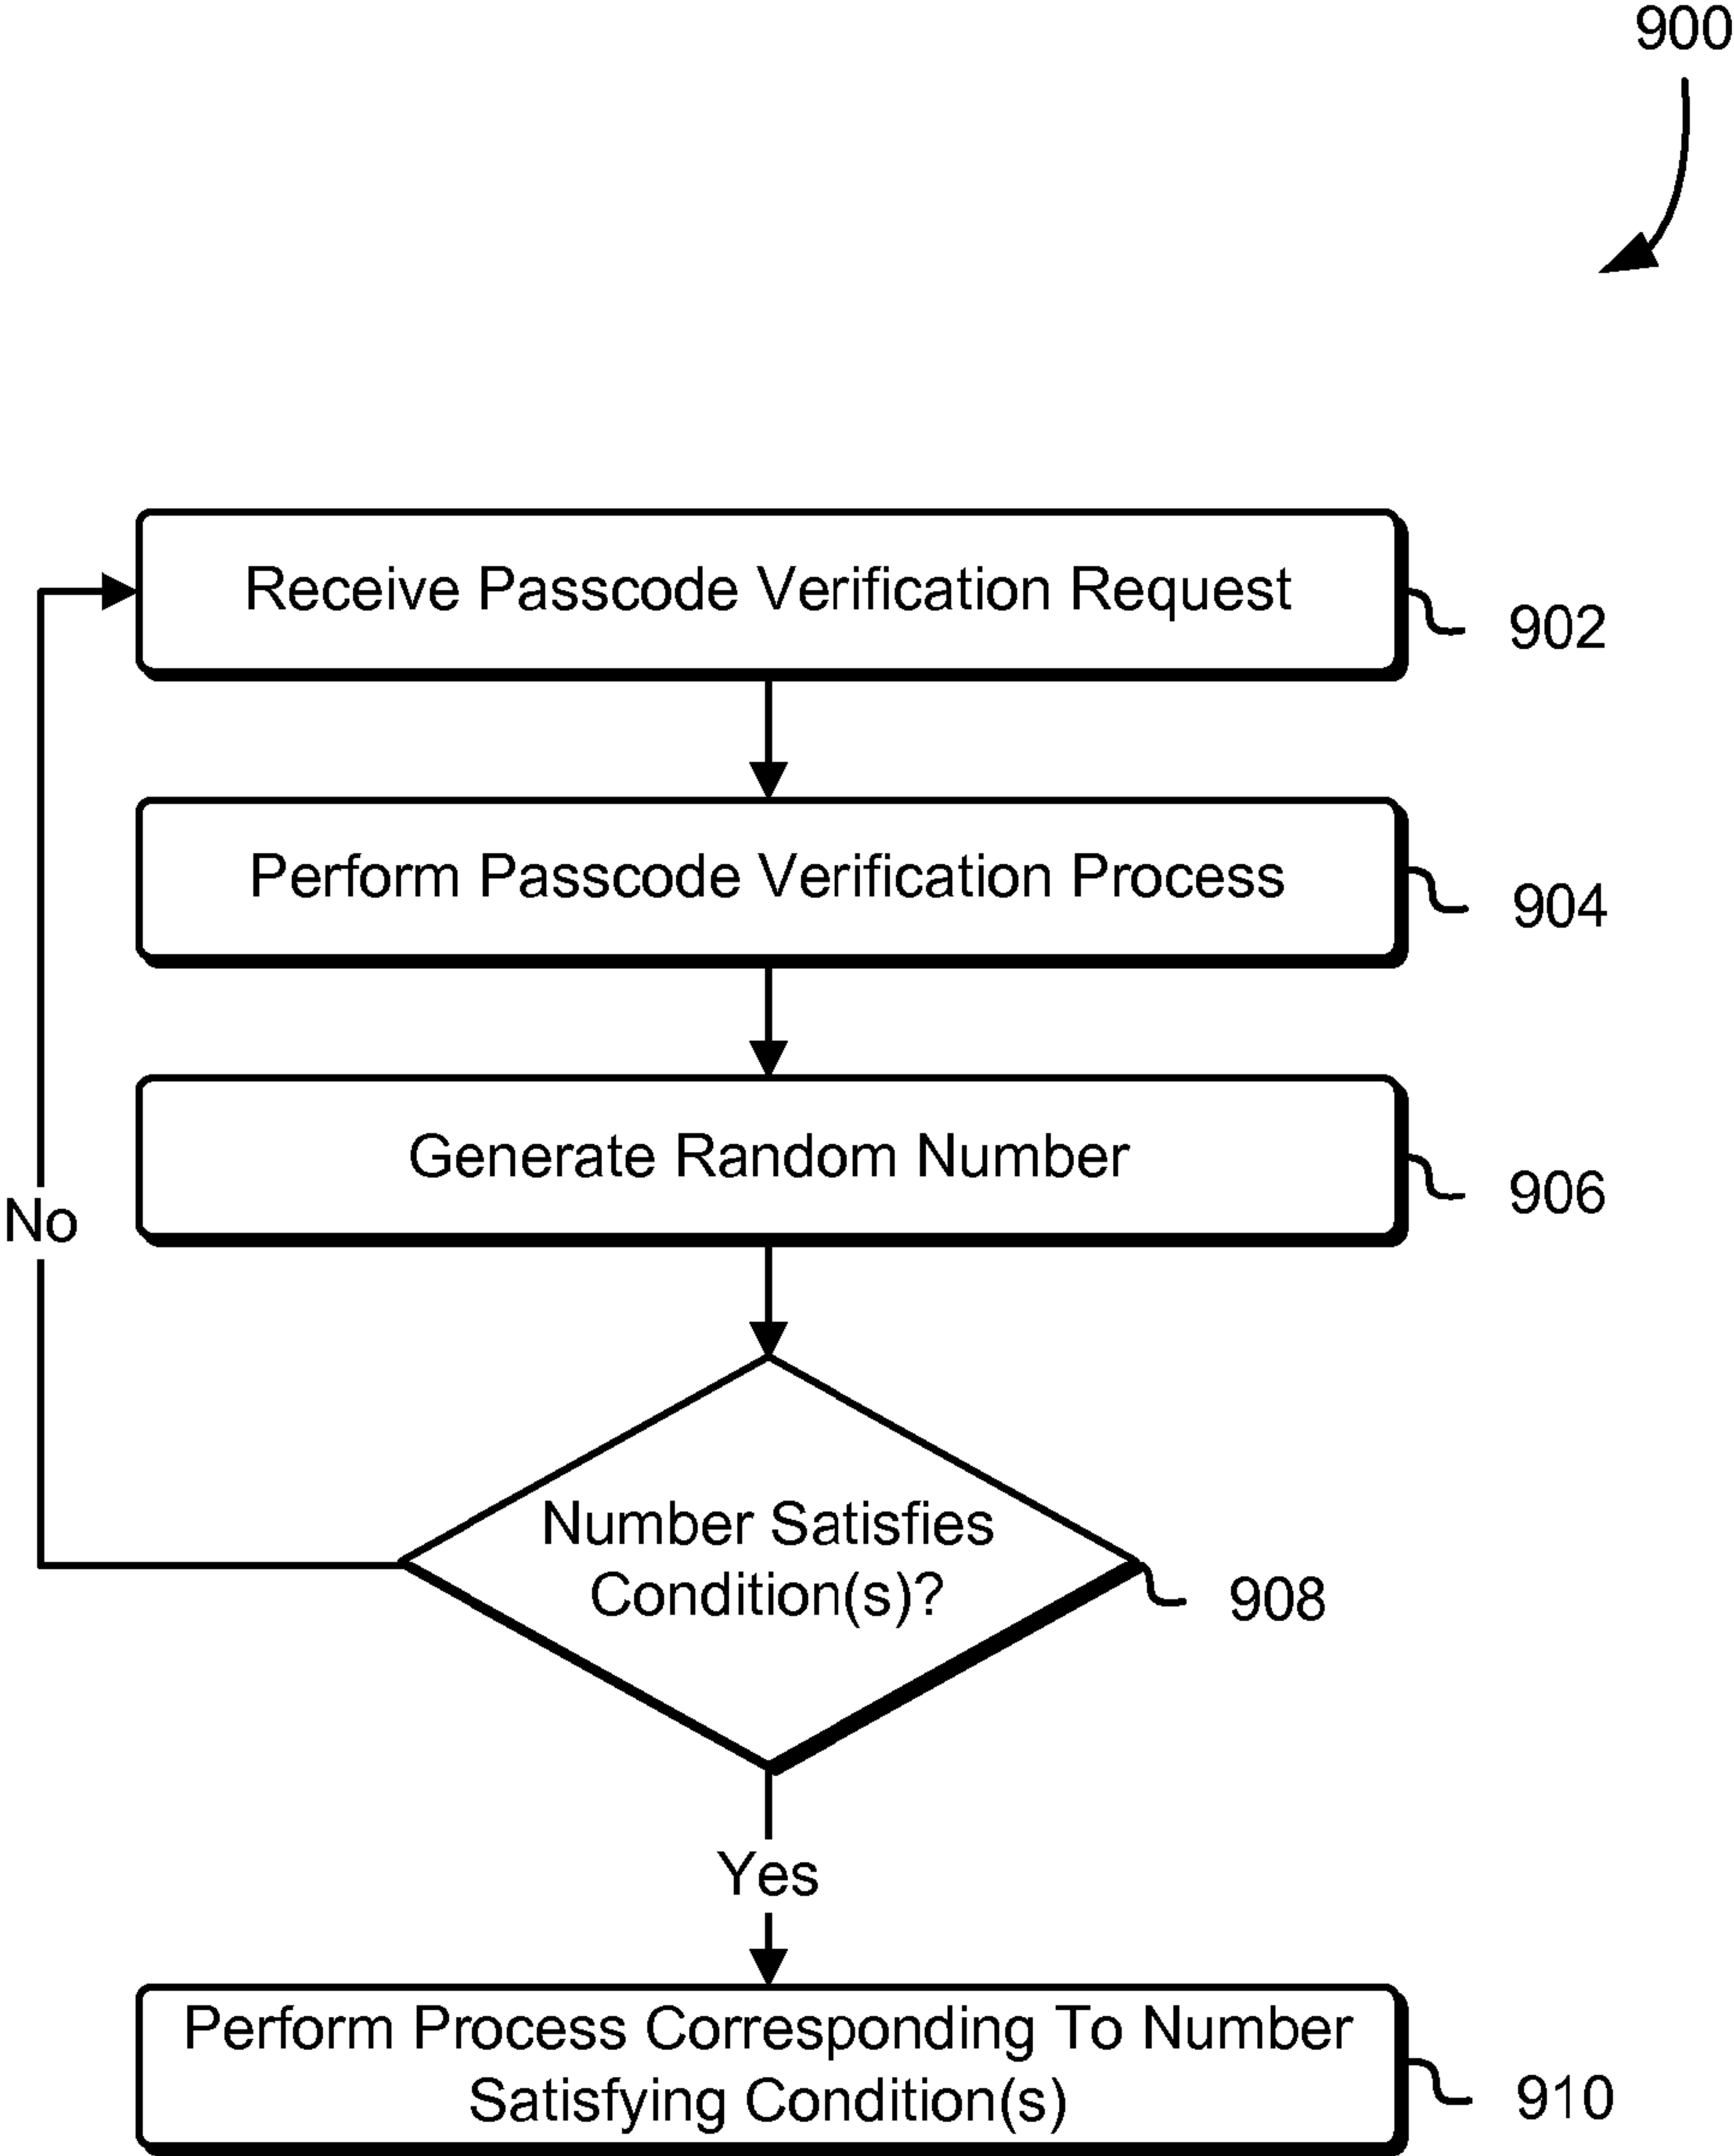 900
Receive Passcode Verification Request
902
Perform Passcode Verification Process
904
Generate Random Number
906
No
Number Satisfies
Condition(s)?
908
Yes
Perform Process Corresponding To Number
Satisfying Condition(s)
910